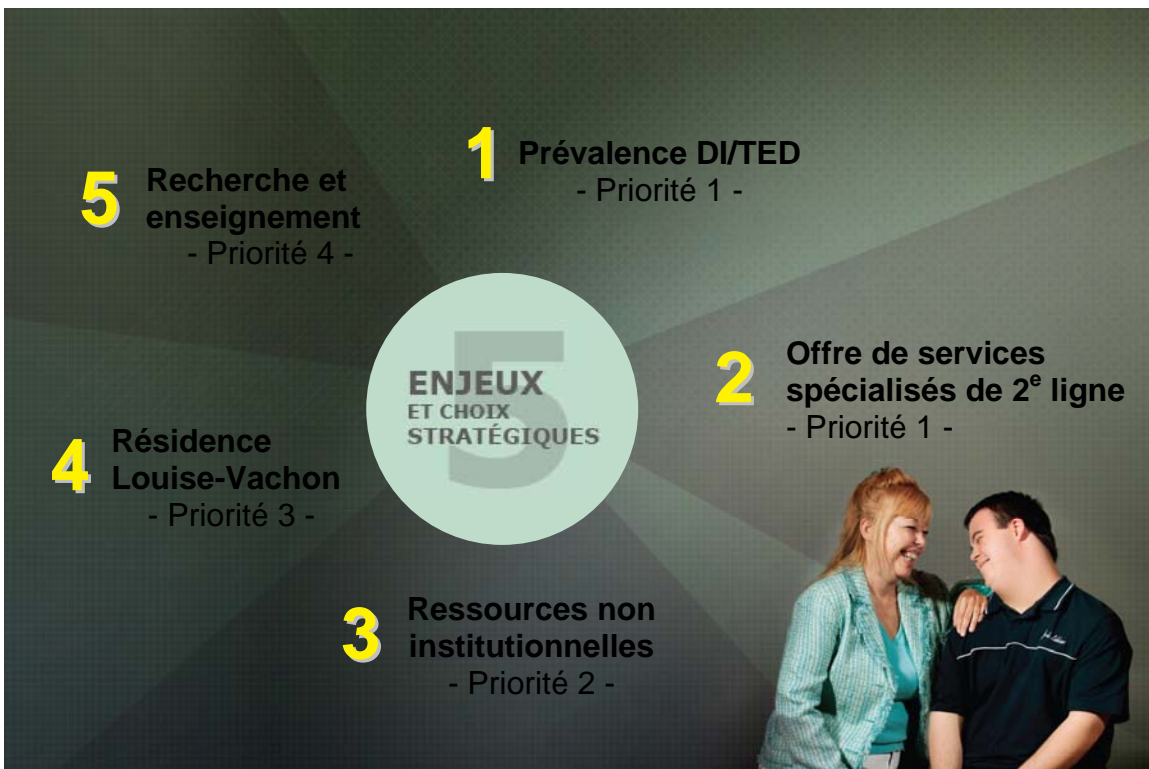 1 Prévalence DI/TED
- Priorité 1 -
2 Offre de services
spécialisés de 2e ligne
- Priorité 1 -
3 Ressources non
institutionnelles
- Priorité 2 -
4 Résidence
Louise-Vachon
- Priorité 3 -
5 Recherche et
enseignement
- Priorité 4 -
5
ENJEUX
ET CHOIX
STRATÉGIQUES